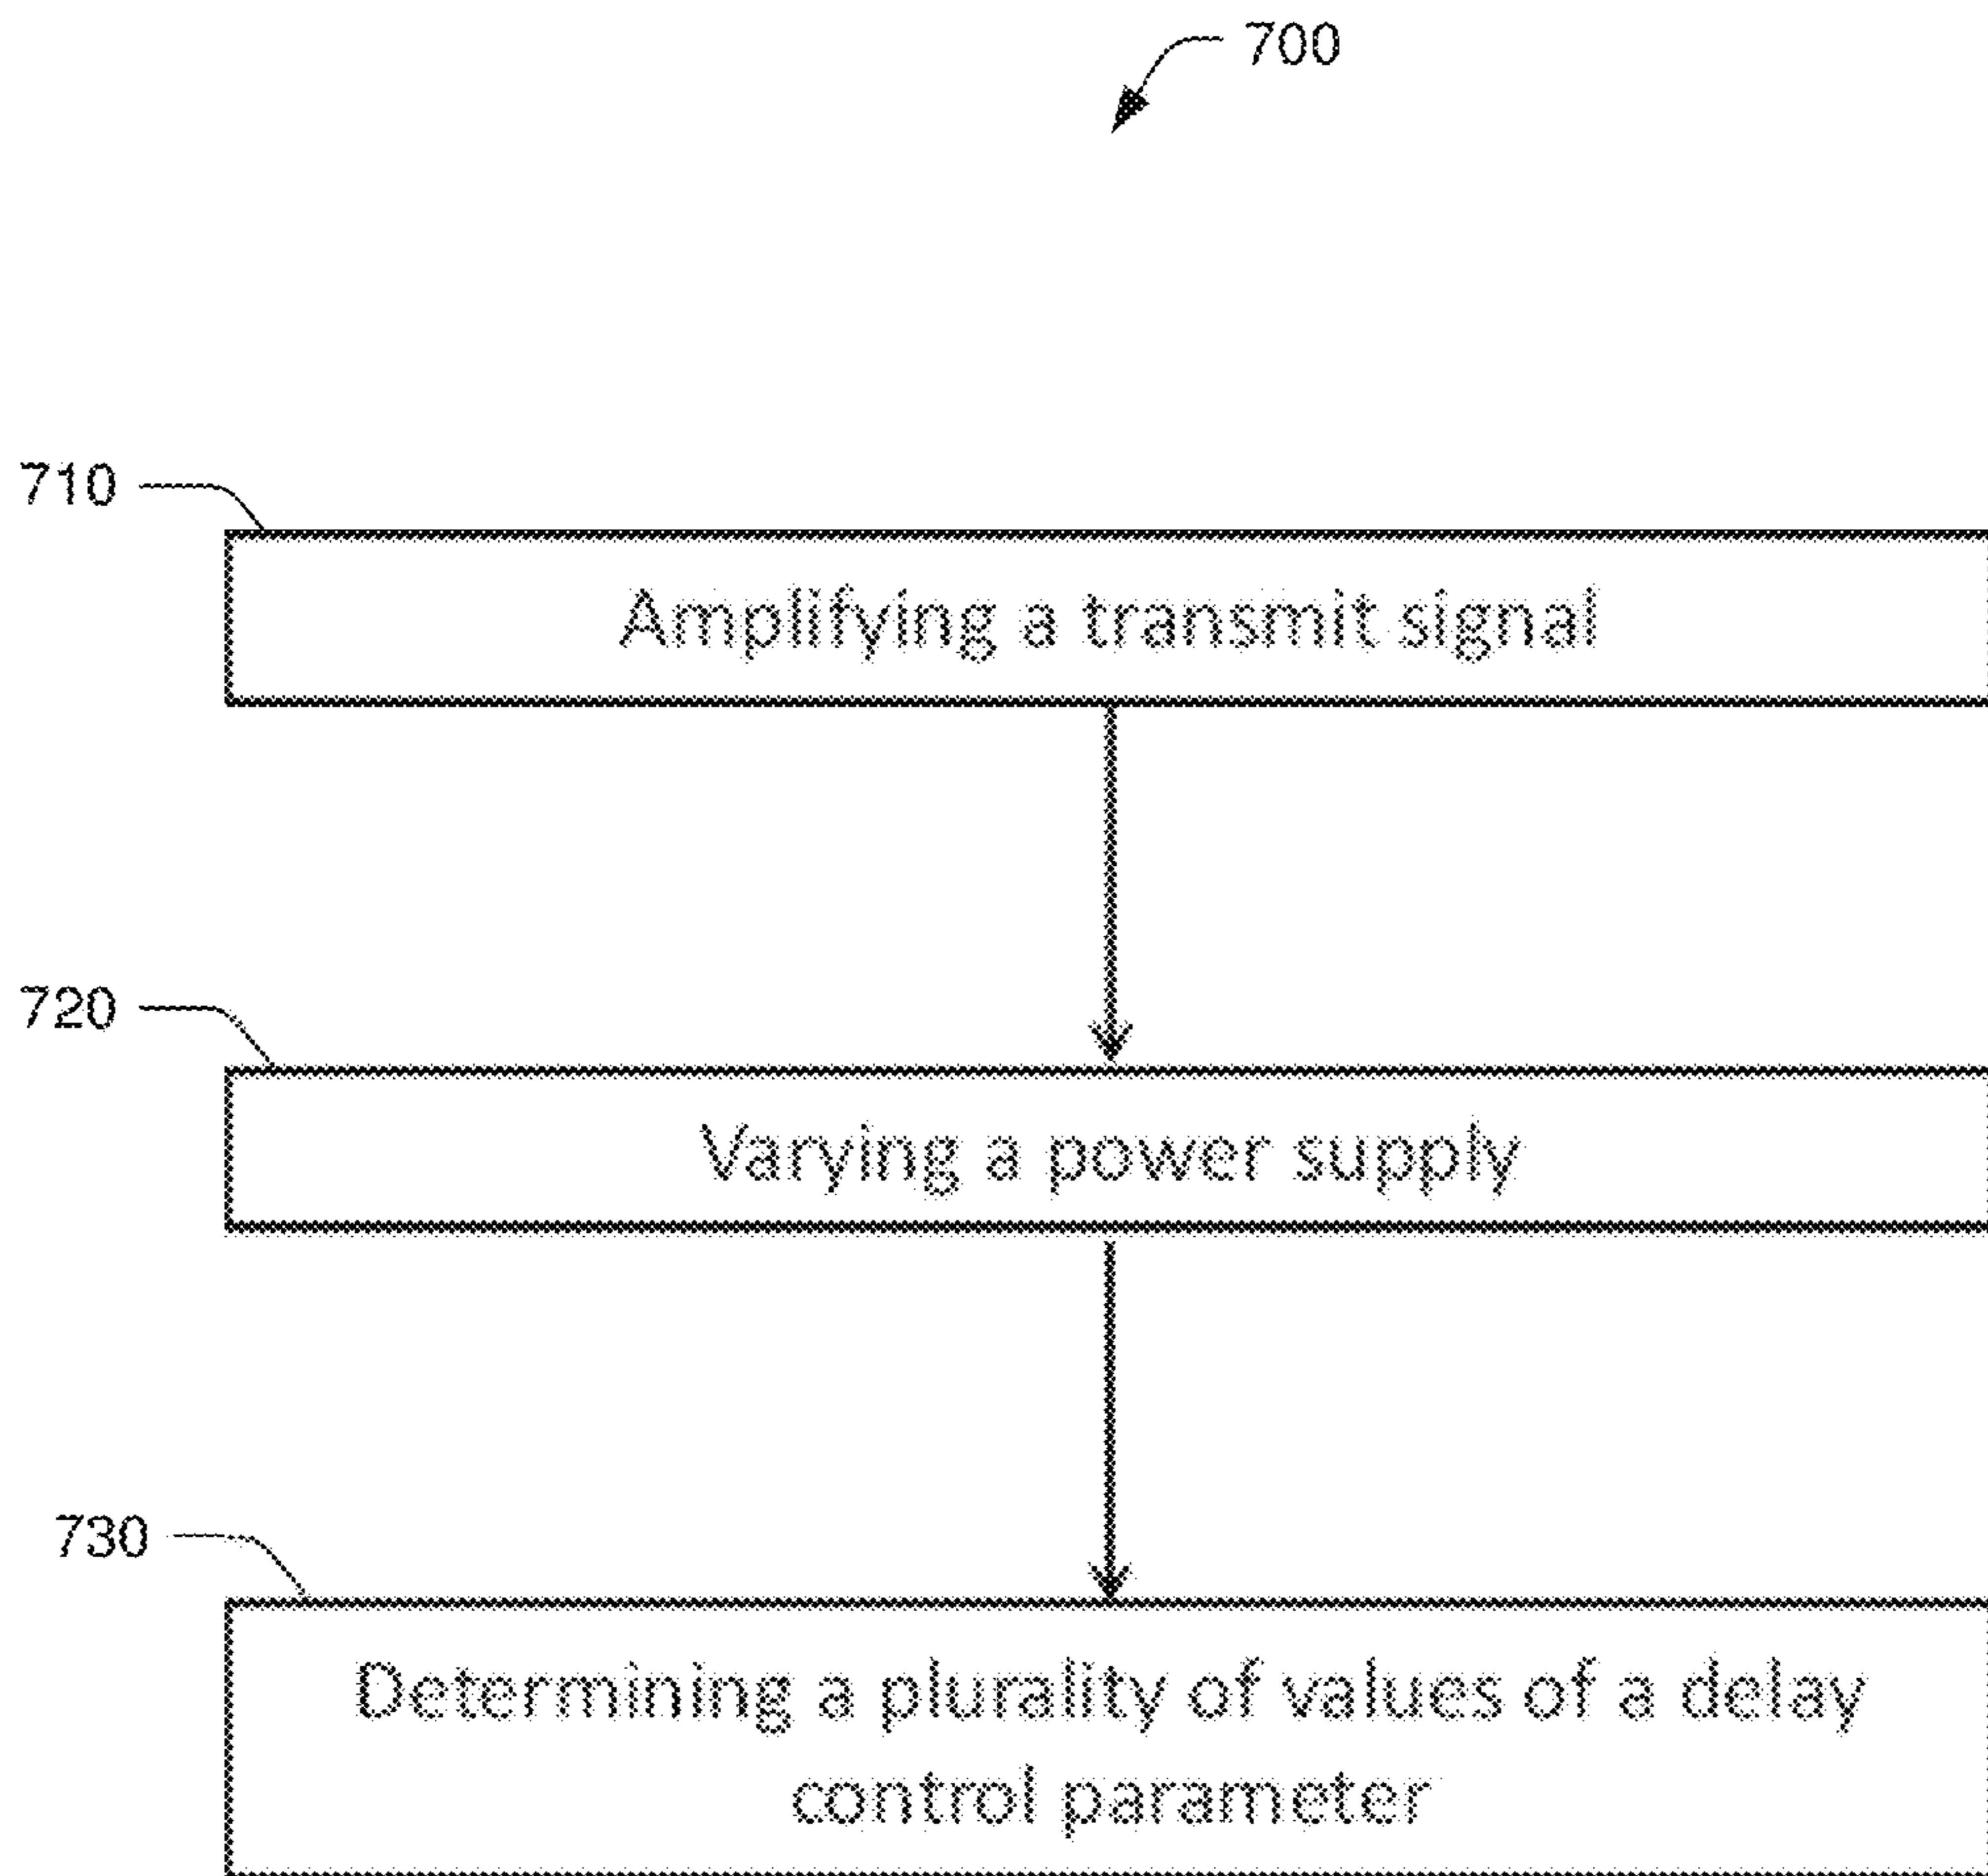 700
710
Amplifying a transmit signal
720
Varying a power supply
730
Determining a plurality of values of a delay
control parameter